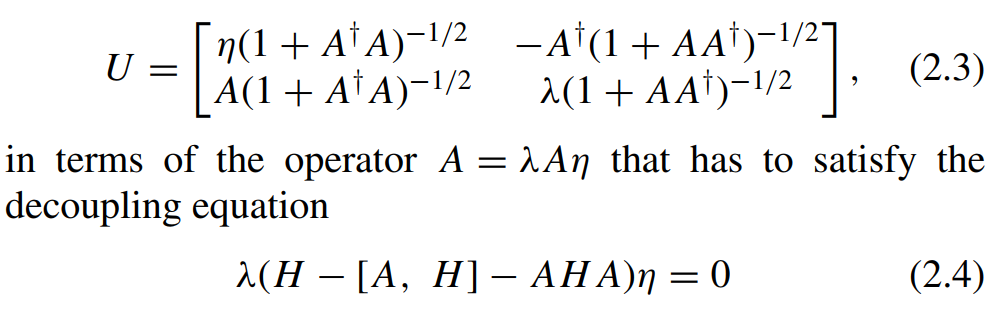 U = [ η(1 + A†A)^{−1/2} −A†(1 + AA†)^{−1/2}
A(1 + A†A)^{−1/2} λ(1 + AA†)^{−1/2} ], (2.3)
in terms of the operator A = λAη that has to satisfy the
decoupling equation
λ(H − [A, H] − AHA)η = 0 (2.4)